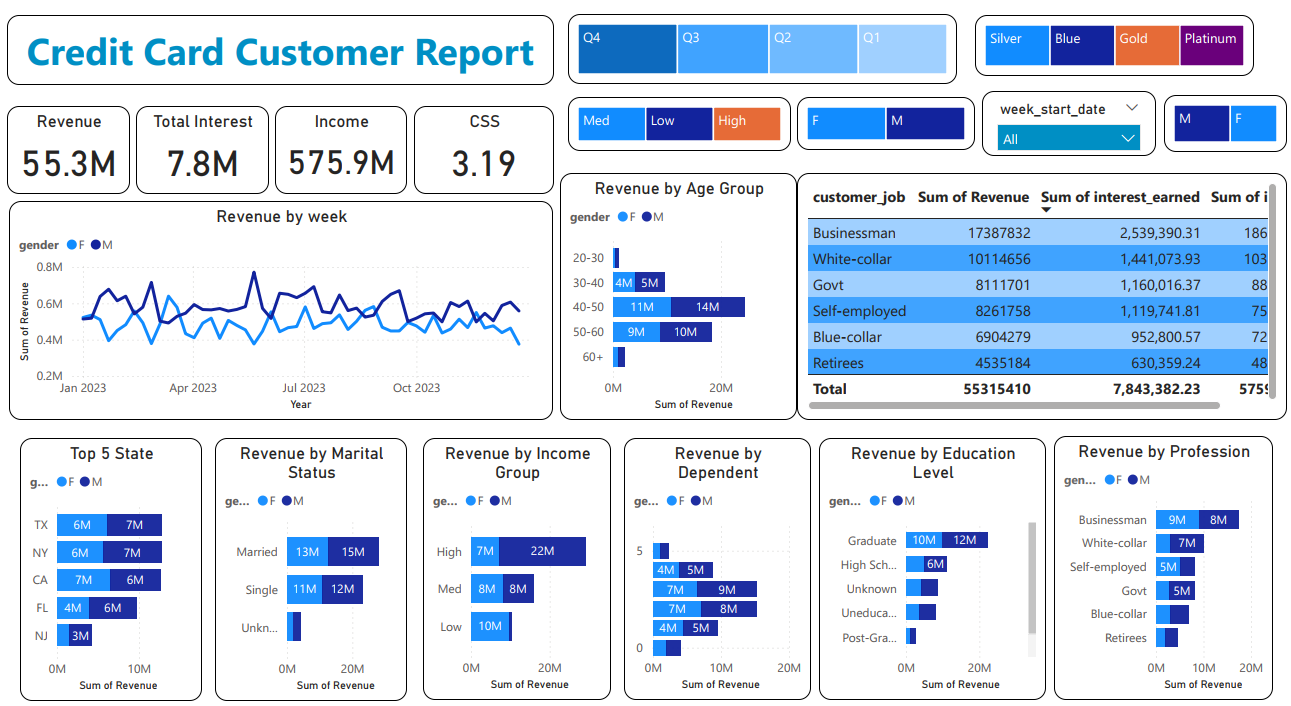 Credit Card Customer Report
Q4 Q3 Q2 Q1
Silver Blue Gold Platinum
Revenue
55.3M
Total Interest
7.8M
Income
575.9M
CSS
3.19
Med Low High
F M
week_start_date
All
M F
Revenue by week
gender F M
0.8M
0.6M
0.4M
0.2M
Sum of Revenue
Jan 2023 Apr 2023 Jul 2023 Oct 2023
Year
Revenue by Age Group
gender F M
20-30
30-40 4M 5M
40-50 11M 14M
50-60 9M 10M
60+
0M 20M
Sum of Revenue
customer_job Sum of Revenue Sum of interest_earned Sum of i
Businessman 17387832 2,539,390.31 186
White-collar 10114656 1,441,073.93 103
Govt 8111701 1,160,016.37 88
Self-employed 8261758 1,119,741.81 75
Blue-collar 6904279 952,800.57 72
Retirees 4535184 630,359.24 48
Total 55315410 7,843,382.23 575
Top 5 State
g... F M
TX 6M 7M
NY 6M 7M
CA 7M 6M
FL 4M 6M
NJ 3M
0M 10M
Sum of Revenue
Revenue by Marital
Status
ge... F M
Married 13M 15M
Single 11M 12M
Unkn...
0M 20M
Sum of Revenue
Revenue by Income
Group
ge... F M
High 7M 22M
Med 8M 8M
Low 10M
0M 20M
Sum of Revenue
Revenue by
Dependent
ge... F M
5
4M 5M
7M 9M
7M 8M
4M 5M
0
0M 10M 20M
Sum of Revenue
Revenue by Education
Level
gen... F M
Graduate 10M 12M
High Sch... 6M
Unknown
Uneduca...
Post-Gra...
0M 20M
Sum of Revenue
Revenue by Profession
gen... F M
Businessman 9M 8M
White-collar 7M
Self-employed 5M
Govt 5M
Blue-collar
Retirees
0M 10M 20M
Sum of Revenue